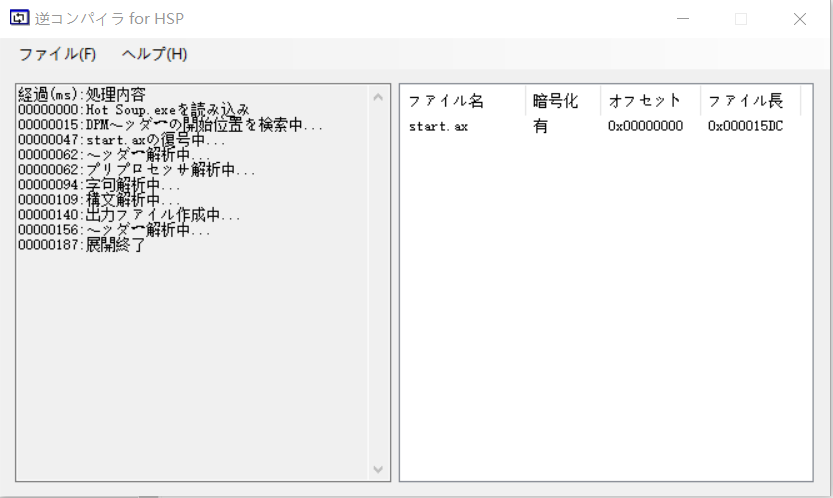 逆コンパイラ for HSP
ファイル(F) ヘルプ(H)
経過(ms):処理内容
00000000:Hot Soup.exeを読み込み
00000015:DPMヘッダーの開始位置を検索中...
00000047:start.axの復号中...
00000062:ヘッダー解析中...
00000062:プリプロセッサ解析中...
00000094:字句解析中...
00000109:構文解析中...
00000140:出力ファイル作成中...
00000156:ヘッダー解析中...
00000187:展開終了
ファイル名 暗号化 オフセット ファイル長
start.ax 有 0x00000000 0x000015DC